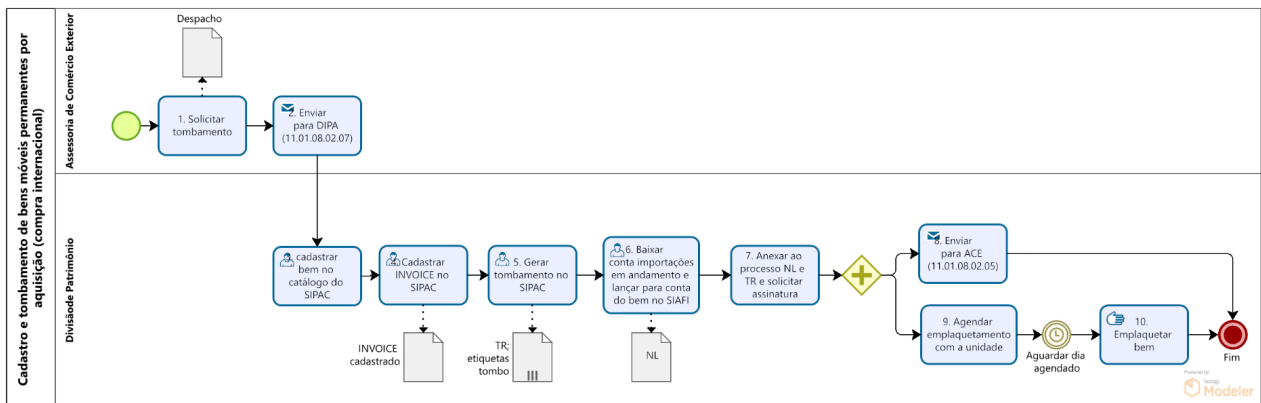 Cadastro e tombamento de bens móveis permanentes por
aquisição (compra internacional)
Assessoria de Comércio Exterior
Despacho
1. Solicitar
tombamento
2. Enviar
para DIPA
(11.01.08.02.07)
Divisãode Patrimônio
cadastrar
bem no
catálogo do
SIPAC
4. Cadastrar
INVOICE no
SIPAC
INVOICE
cadastrado
5. Gerar
tombamento no
SIPAC
TR;
etiquetas
tombo
6. Baixar
conta importações
em andamento e
lançar para conta
do bem no SIAFI
NL
7. Anexar ao
processo NL e
TR e solicitar
assinatura
8. Enviar
para ACE
(11.01.08.02.05)
9. Agendar
emplaquetamento
com a unidade
Aguardar dia
agendado
10.
Emplaquetar
bem
Fim
Powered by
bizagi
Modeler